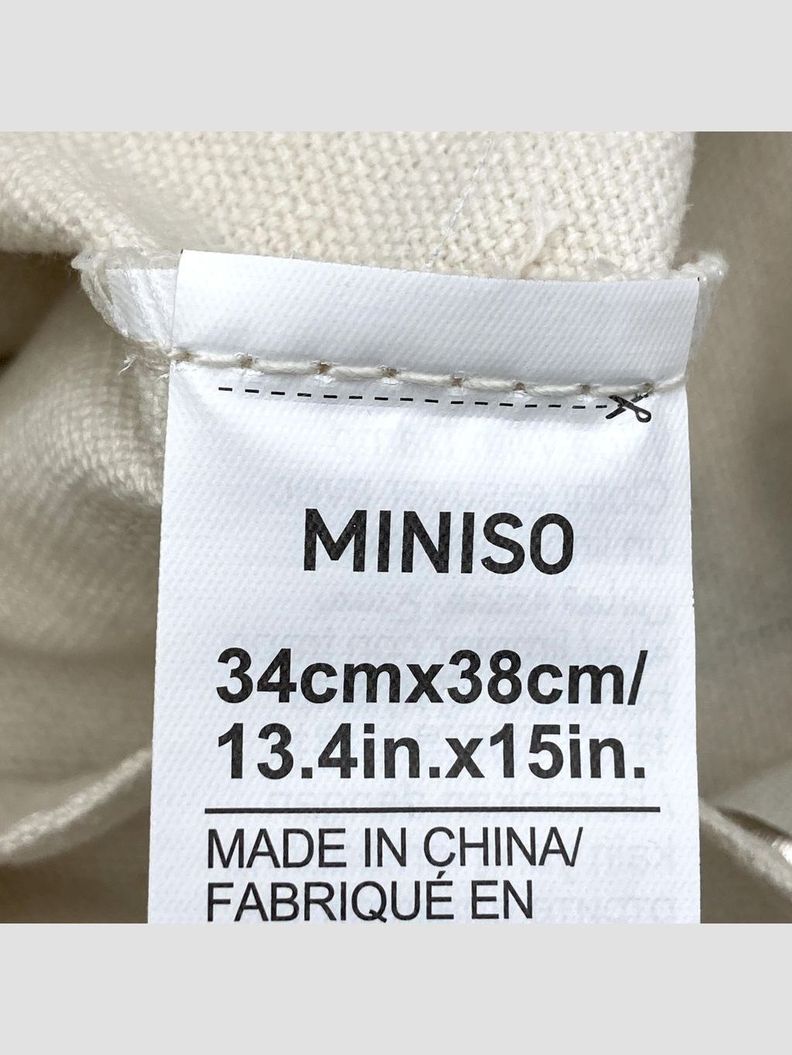 MINISO
34cmx38cm/
13.4in.x15in.
MADE IN CHINA/
FABRIQUÉ EN